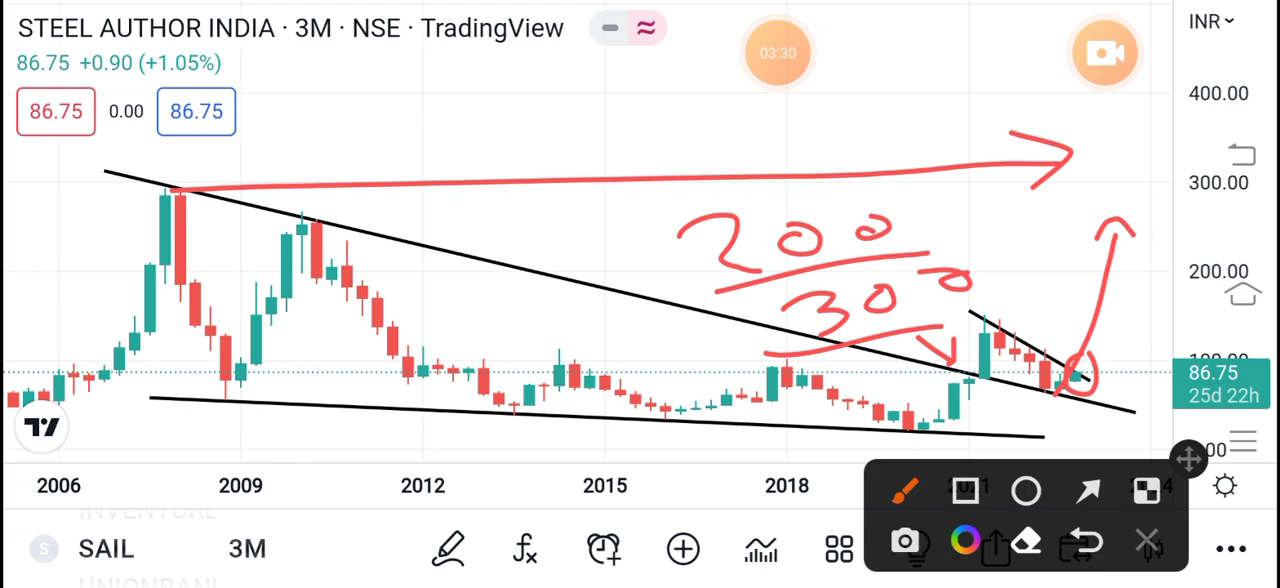 STEEL AUTHOR INDIA · 3M · NSE · TradingView
INR
86.75 +0.90 (+1.05%)
03:30
86.75 0.00 86.75
400.00
300.00
200
200.00
300
86.75
25d 22h
2006 2009 2012 2015 2018 2021
S SAIL 3M